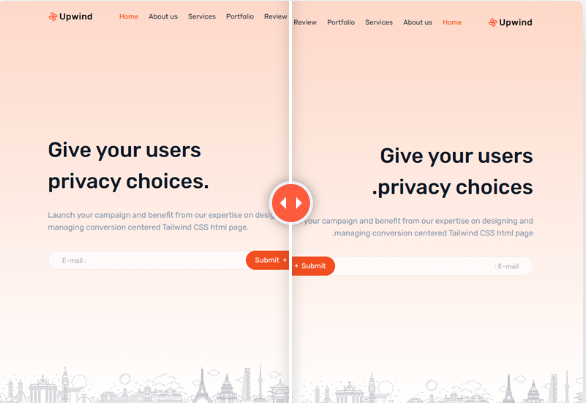 Upwind Home About us Services Portfolio Review
Give your users
privacy choices.
Launch your campaign and benefit from our expertise on
managing conversion centered Tailwind CSS html page.
E-mail :
Submit →
Review Portfolio Services About us Home Upwind
Give your users
.privacy choices
your campaign and benefit from our expertise on designing and
.managing conversion centered Tailwind CSS html page
: E-mail
→ Submit